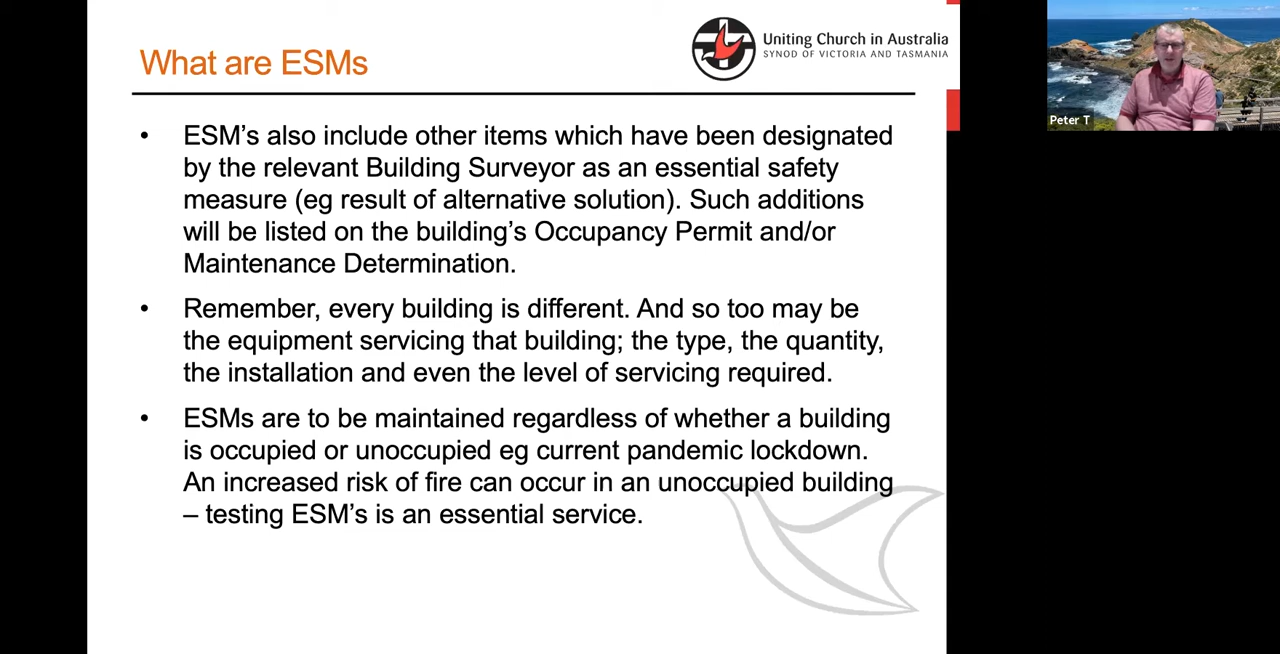 What are ESMs
Uniting Church in Australia
SYNOD OF VICTORIA AND TASMANIA
• ESM’s also include other items which have been designated
by the relevant Building Surveyor as an essential safety
measure (eg result of alternative solution). Such additions
will be listed on the building’s Occupancy Permit and/or
Maintenance Determination.
• Remember, every building is different. And so too may be
the equipment servicing that building; the type, the quantity,
the installation and even the level of servicing required.
• ESMs are to be maintained regardless of whether a building
is occupied or unoccupied eg current pandemic lockdown.
An increased risk of fire can occur in an unoccupied building
– testing ESM’s is an essential service.
Peter T